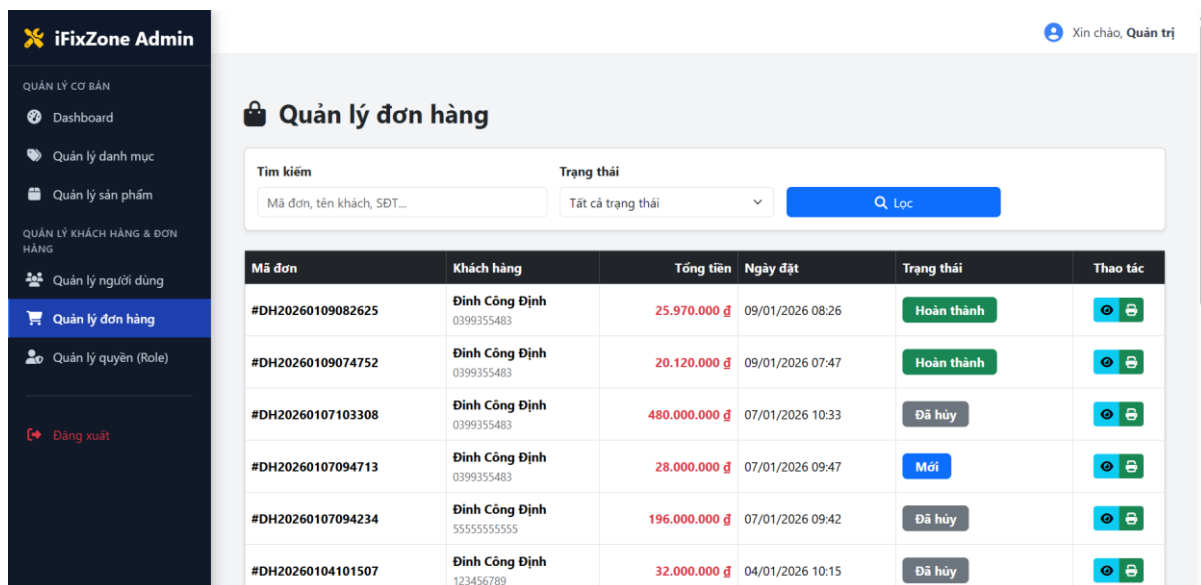 iFixZone Admin
Xin chào, Quản trị
QUẢN LÝ CƠ BẢN
Dashboard
Quản lý danh mục
Quản lý sản phẩm
QUẢN LÝ KHÁCH HÀNG & ĐƠN
HÀNG
Quản lý người dùng
Quản lý đơn hàng
Quản lý quyền (Role)
Đăng xuất
Quản lý đơn hàng
Tìm kiếm Trạng thái
Mã đơn, tên khách, SĐT... Tất cả trạng thái Lọc
Mã đơn Khách hàng Tổng tiền Ngày đặt Trạng thái Thao tác
#DH20260109082625 Đinh Công Định 25.970.000 ₫ 09/01/2026 08:26 Hoàn thành
0399355483
#DH20260109074752 Đinh Công Định 20.120.000 ₫ 09/01/2026 07:47 Hoàn thành
0399355483
#DH20260107103308 Đinh Công Định 480.000.000 ₫ 07/01/2026 10:33 Đã hủy
0399355483
#DH20260107094713 Đinh Công Định 28.000.000 ₫ 07/01/2026 09:47 Mới
0399355483
#DH20260107094234 Đinh Công Định 196.000.000 ₫ 07/01/2026 09:42 Đã hủy
55555555555
#DH20260104101507 Đinh Công Định 32.000.000 ₫ 04/01/2026 10:15 Đã hủy
123456789